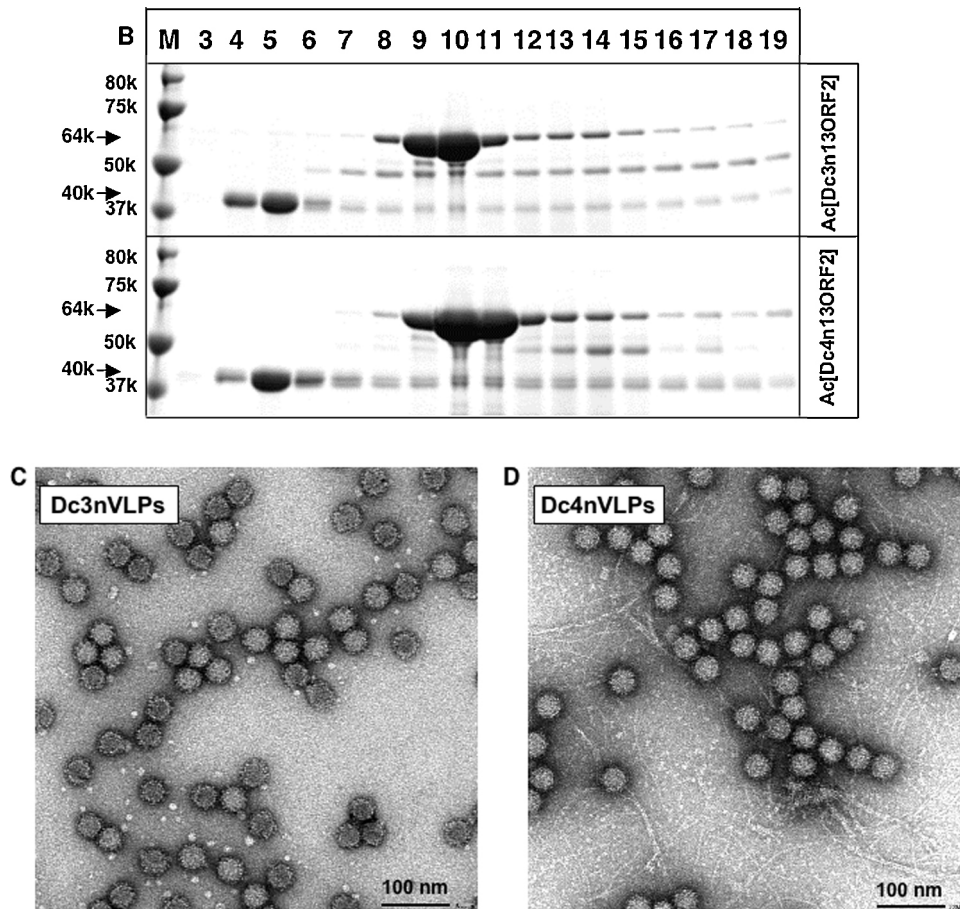 B M 3 4 5 6 7 8 9 10 11 12 13 14 15 16 17 18 19
80k
75k
64k
50k
40k
37k
Ac[Dc3n13ORF2]
80k
75k
64k
50k
40k
37k
Ac[Dc4n13ORF2]
C
Dc3nVLPs
100 nm
D
Dc4nVLPs
100 nm